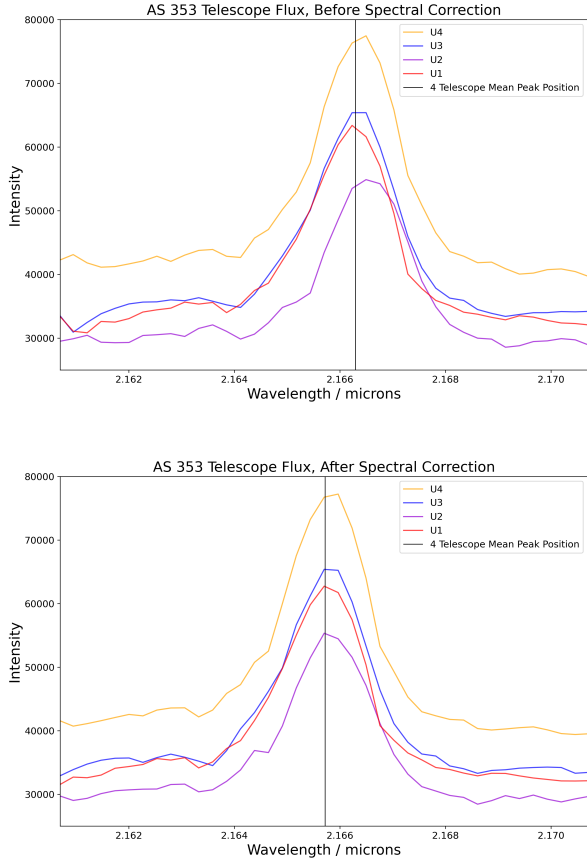 AS 353 Telescope Flux, Before Spectral Correction
80000
70000
60000
50000
40000
30000
Intensity
U4
U3
U2
U1
4 Telescope Mean Peak Position
2.162 2.164 2.166 2.168 2.170
Wavelength / microns
AS 353 Telescope Flux, After Spectral Correction
80000
70000
60000
50000
40000
30000
Intensity
U4
U3
U2
U1
4 Telescope Mean Peak Position
2.162 2.164 2.166 2.168 2.170
Wavelength / microns